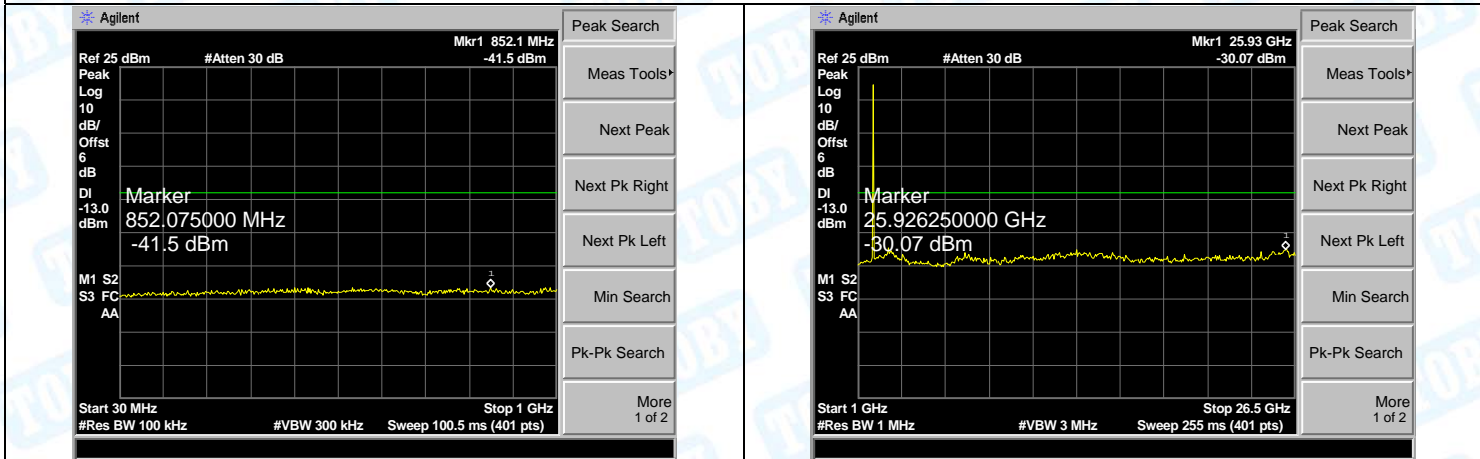 Agilent
Peak Search
Mkr1 852.1 MHz
Ref 25 dBm #Atten 30 dB -41.5 dBm
Peak
Log
10
dB/
Offst
6
dB
DI
-13.0
dBm
Marker
852.075000 MHz
-41.5 dBm
1
M1 S2
S3 FC
AA
Start 30 MHz Stop 1 GHz
#Res BW 100 kHz #VBW 300 kHz Sweep 100.5 ms (401 pts)
Meas Tools
Next Peak
Next Pk Right
Next Pk Left
Min Search
Pk-Pk Search
More
1 of 2
Agilent
Peak Search
Mkr1 25.93 GHz
Ref 25 dBm #Atten 30 dB -30.07 dBm
Peak
Log
10
dB/
Offst
6
dB
DI
-13.0
dBm
Marker
25.926250000 GHz
-30.07 dBm
1
M1 S2
S3 FC
AA
Start 1 GHz Stop 26.5 GHz
#Res BW 1 MHz #VBW 3 MHz Sweep 255 ms (401 pts)
Meas Tools
Next Peak
Next Pk Right
Next Pk Left
Min Search
Pk-Pk Search
More
1 of 2
TOBY